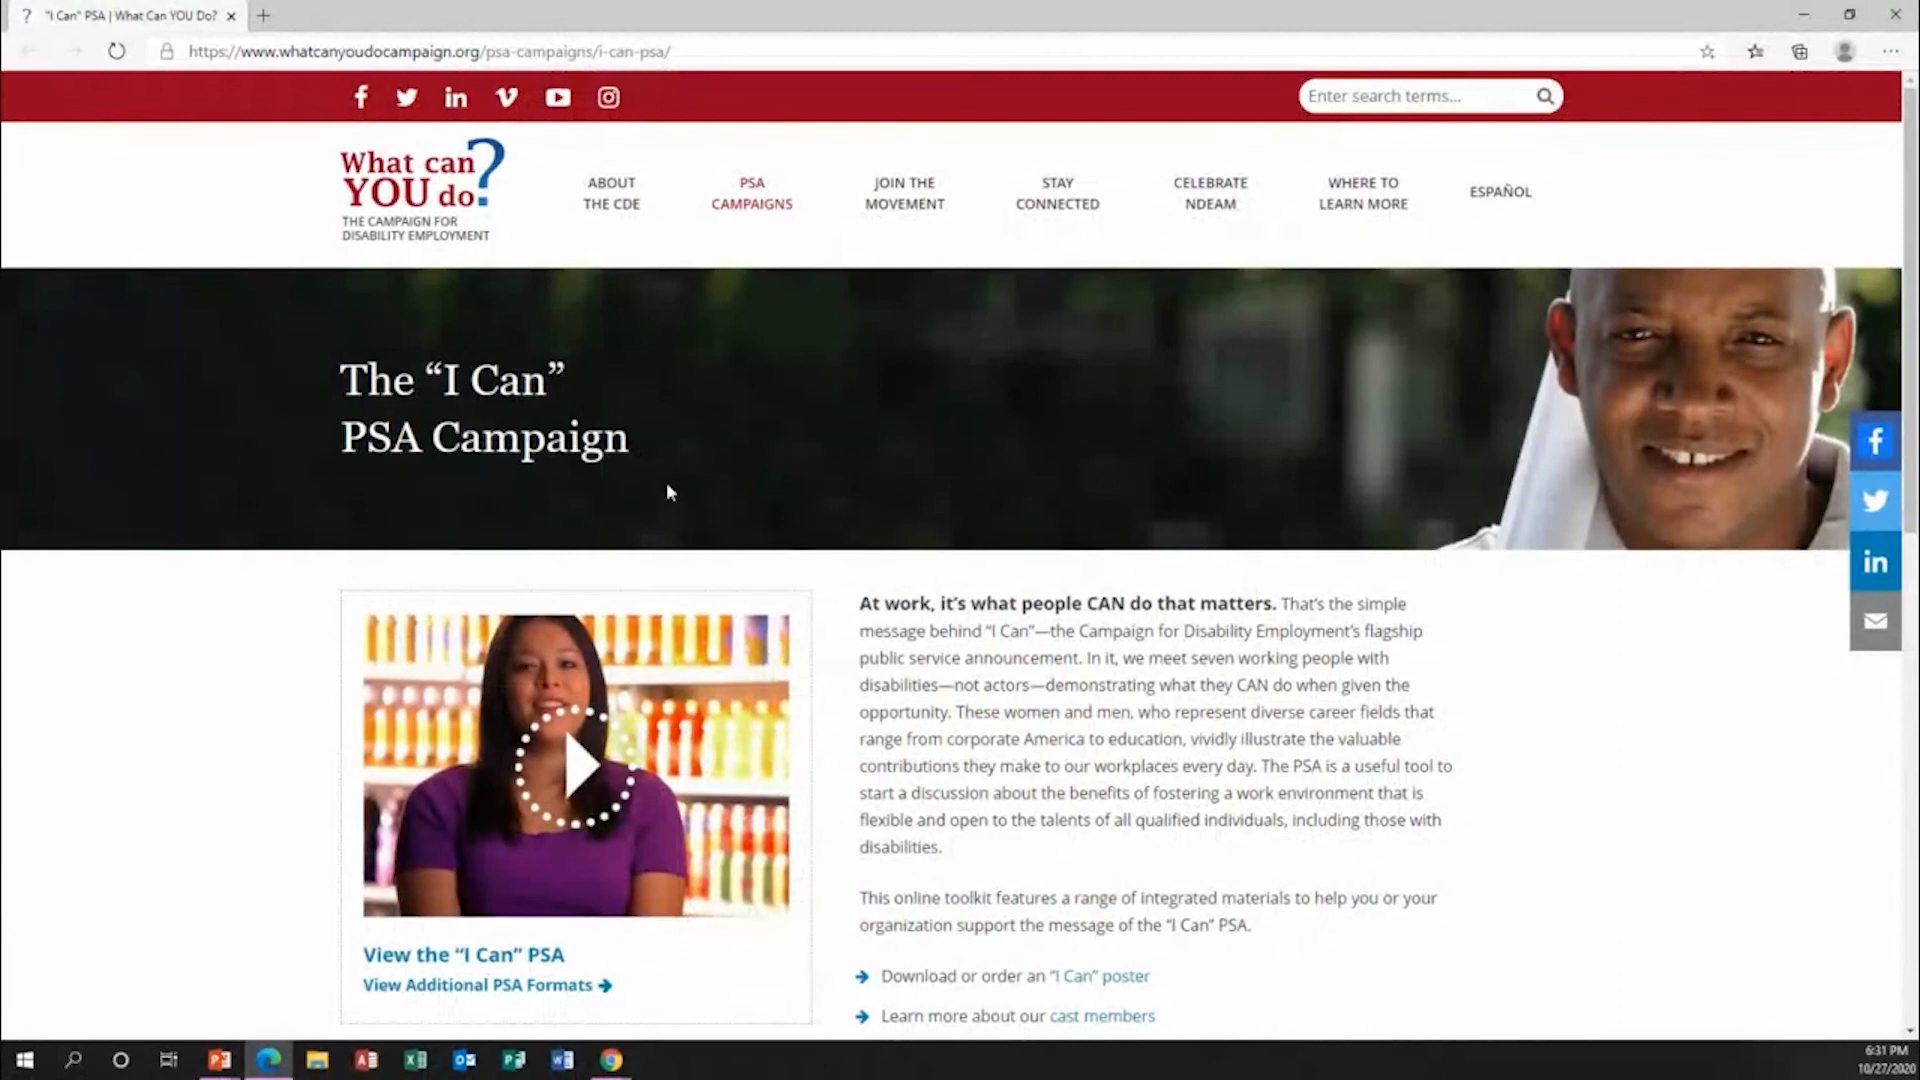 "I Can" PSA | What Can YOU Do?
https://www.whatcanyoudocampaign.org/psa-campaigns/i-can-psa/
Enter search terms...
What can
YOU do?
THE CAMPAIGN FOR
DISABILITY EMPLOYMENT
ABOUT
THE CDE
PSA
CAMPAIGNS
JOIN THE
MOVEMENT
STAY
CONNECTED
CELEBRATE
NDEAM
WHERE TO
LEARN MORE
ESPAÑOL
The “I Can”
PSA Campaign
At work, it’s what people CAN do that matters. That’s the simple
message behind “I Can”—the Campaign for Disability Employment’s flagship
public service announcement. In it, we meet seven working people with
disabilities—not actors—demonstrating what they CAN do when given the
opportunity. These women and men, who represent diverse career fields that
range from corporate America to education, vividly illustrate the valuable
contributions they make to our workplaces every day. The PSA is a useful tool to
start a discussion about the benefits of fostering a work environment that is
flexible and open to the talents of all qualified individuals, including those with
disabilities.
This online toolkit features a range of integrated materials to help you or your
organization support the message of the “I Can” PSA.
Download or order an “I Can” poster
Learn more about our cast members
View the “I Can” PSA
View Additional PSA Formats
6:31 PM
10/27/2020